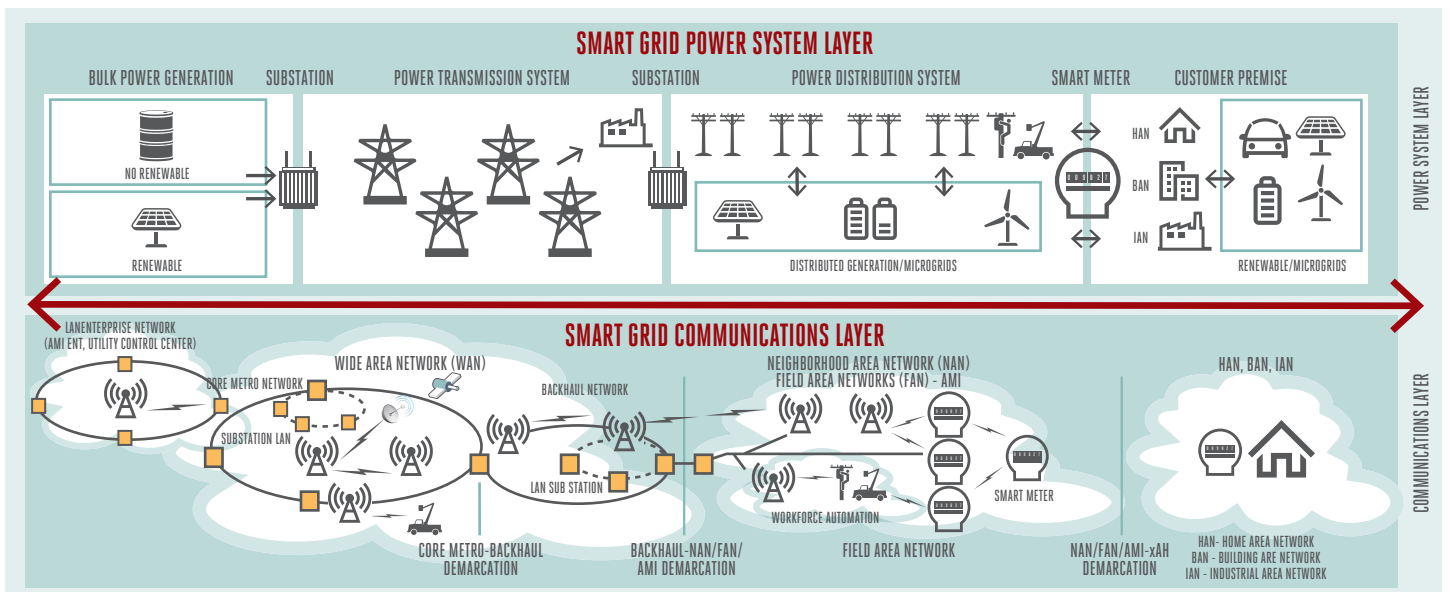 SMART GRID POWER SYSTEM LAYER
BULK POWER GENERATION
SUBSTATION
POWER TRANSMISSION SYSTEM
SUBSTATION
POWER DISTRIBUTION SYSTEM
SMART METER
CUSTOMER PREMISE
NO RENEWABLE
RENEWABLE
DISTRIBUTED GENERATION/MICROGRIDS
HAN
BAN
IAN
RENEWABLE/MICROGRIDS
POWER SYSTEM LAYER
SMART GRID COMMUNICATIONS LAYER
LANENTERPRISE NETWORK
(AMI ENT, UTILITY CONTROL CENTER)
WIDE AREA NETWORK (WAN)
CORE METRO NETWORK
SUBSTATION LAN
BACKHAUL NETWORK
LAN SUB STATION
NEIGHBORHOOD AREA NETWORK (NAN)
FIELD AREA NETWORKS (FAN) - AMI
WORKFORCE AUTOMATION
SMART METER
HAN, BAN, IAN
CORE METRO-BACKHAUL
DEMARCATION
BACKHAUL-NAN/FAN/
AMI DEMARCATION
FIELD AREA NETWORK
NAN/FAN/AMI-xAH
DEMARCATION
HAN- HOME AREA NETWORK
BAN - BUILDING ARE NETWORK
IAN - INDUSTRIAL AREA NETWORK
COMMUNICATIONS LAYER